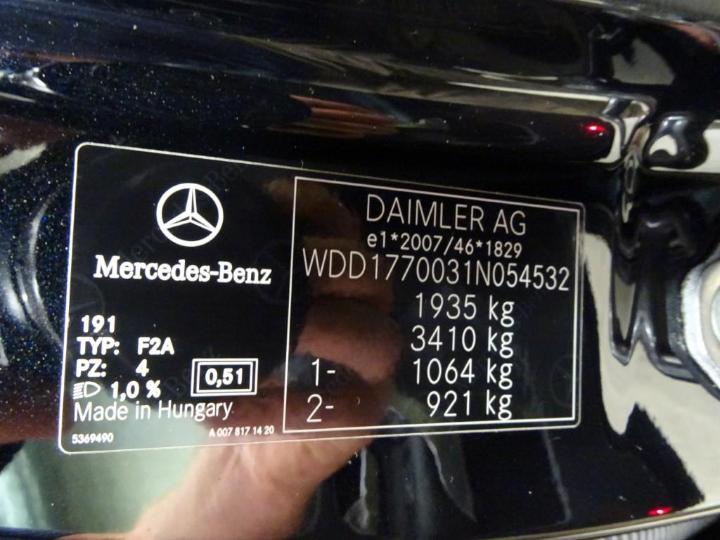 Mercedes-Benz
191
TYP: F2A
PZ: 4
1,0 %
0,51
Made in Hungary
5369490
A 007 817 14 20
DAIMLER AG
e1*2007/46*1829
WDD1770031N054532
1935 kg
3410 kg
1- 1064 kg
2- 921 kg